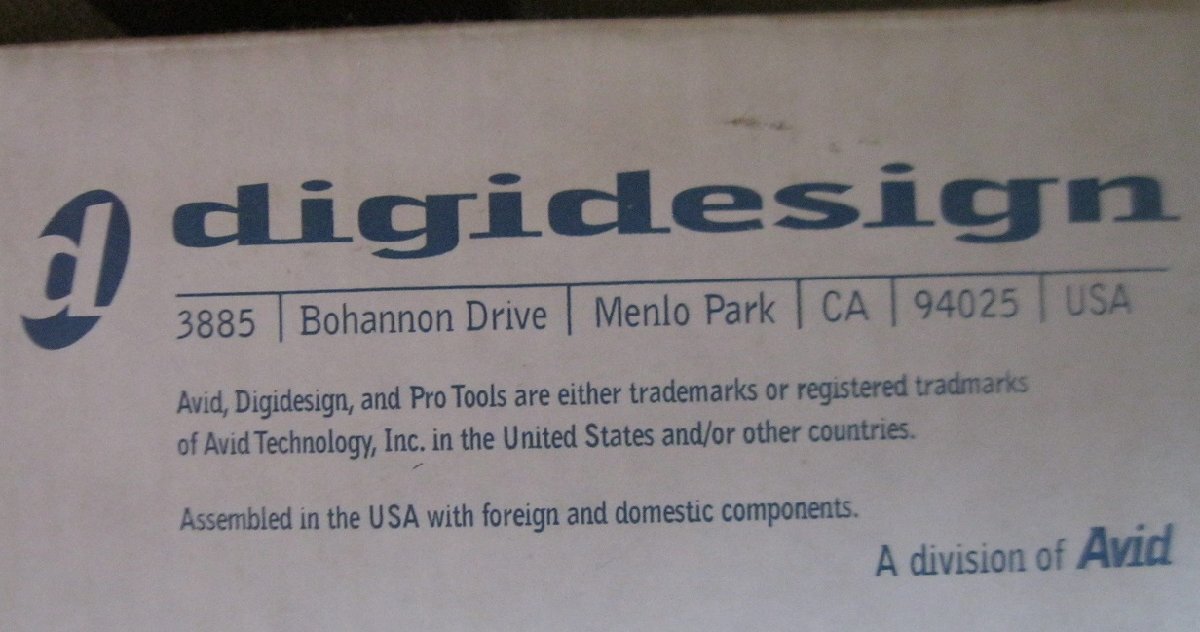 d digidesign
3885 | Bohannon Drive | Menlo Park | CA | 94025 | USA
Avid, Digidesign, and Pro Tools are either trademarks or registered tradmarks
of Avid Technology, Inc. in the United States and/or other countries.
Assembled in the USA with foreign and domestic components.
A division of Avid